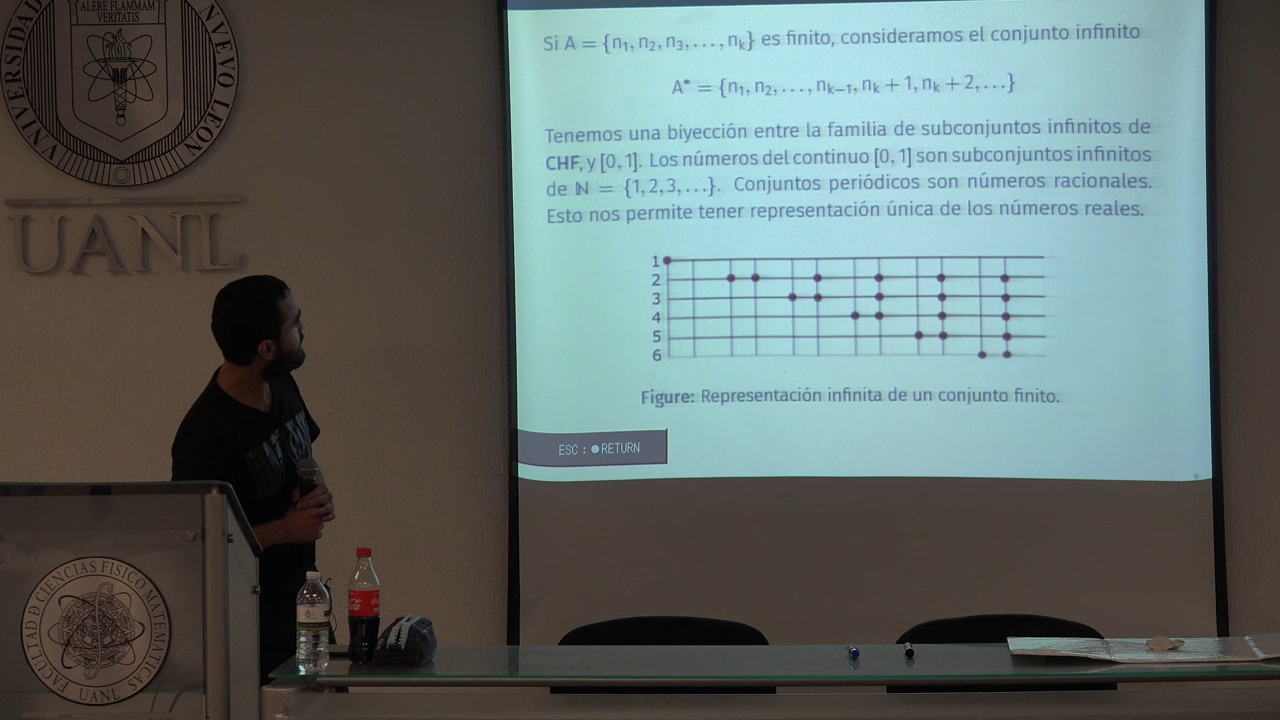 UNIVERSIDAD NUEVO LEÓN
ALERE FLAMMAM
VERITATIS
UANL
Si A = {n₁, n₂, n₃, . . . , nₖ} es finito, consideramos el conjunto infinito
A* = {n₁, n₂, . . . , nₖ₋₁, nₖ + 1, nₖ + 2, . . .}
Tenemos una biyección entre la familia de subconjuntos infinitos de
CHF, y [0, 1]. Los números del continuo [0, 1] son subconjuntos infinitos
de ℕ = {1, 2, 3, . . .}. Conjuntos periódicos son números racionales.
Esto nos permite tener representación única de los números reales.
1
2
3
4
5
6
Figure: Representación infinita de un conjunto finito.
ESC : ●RETURN
FACULTAD D CIENCIAS FISICO MATEMATICAS
UANL